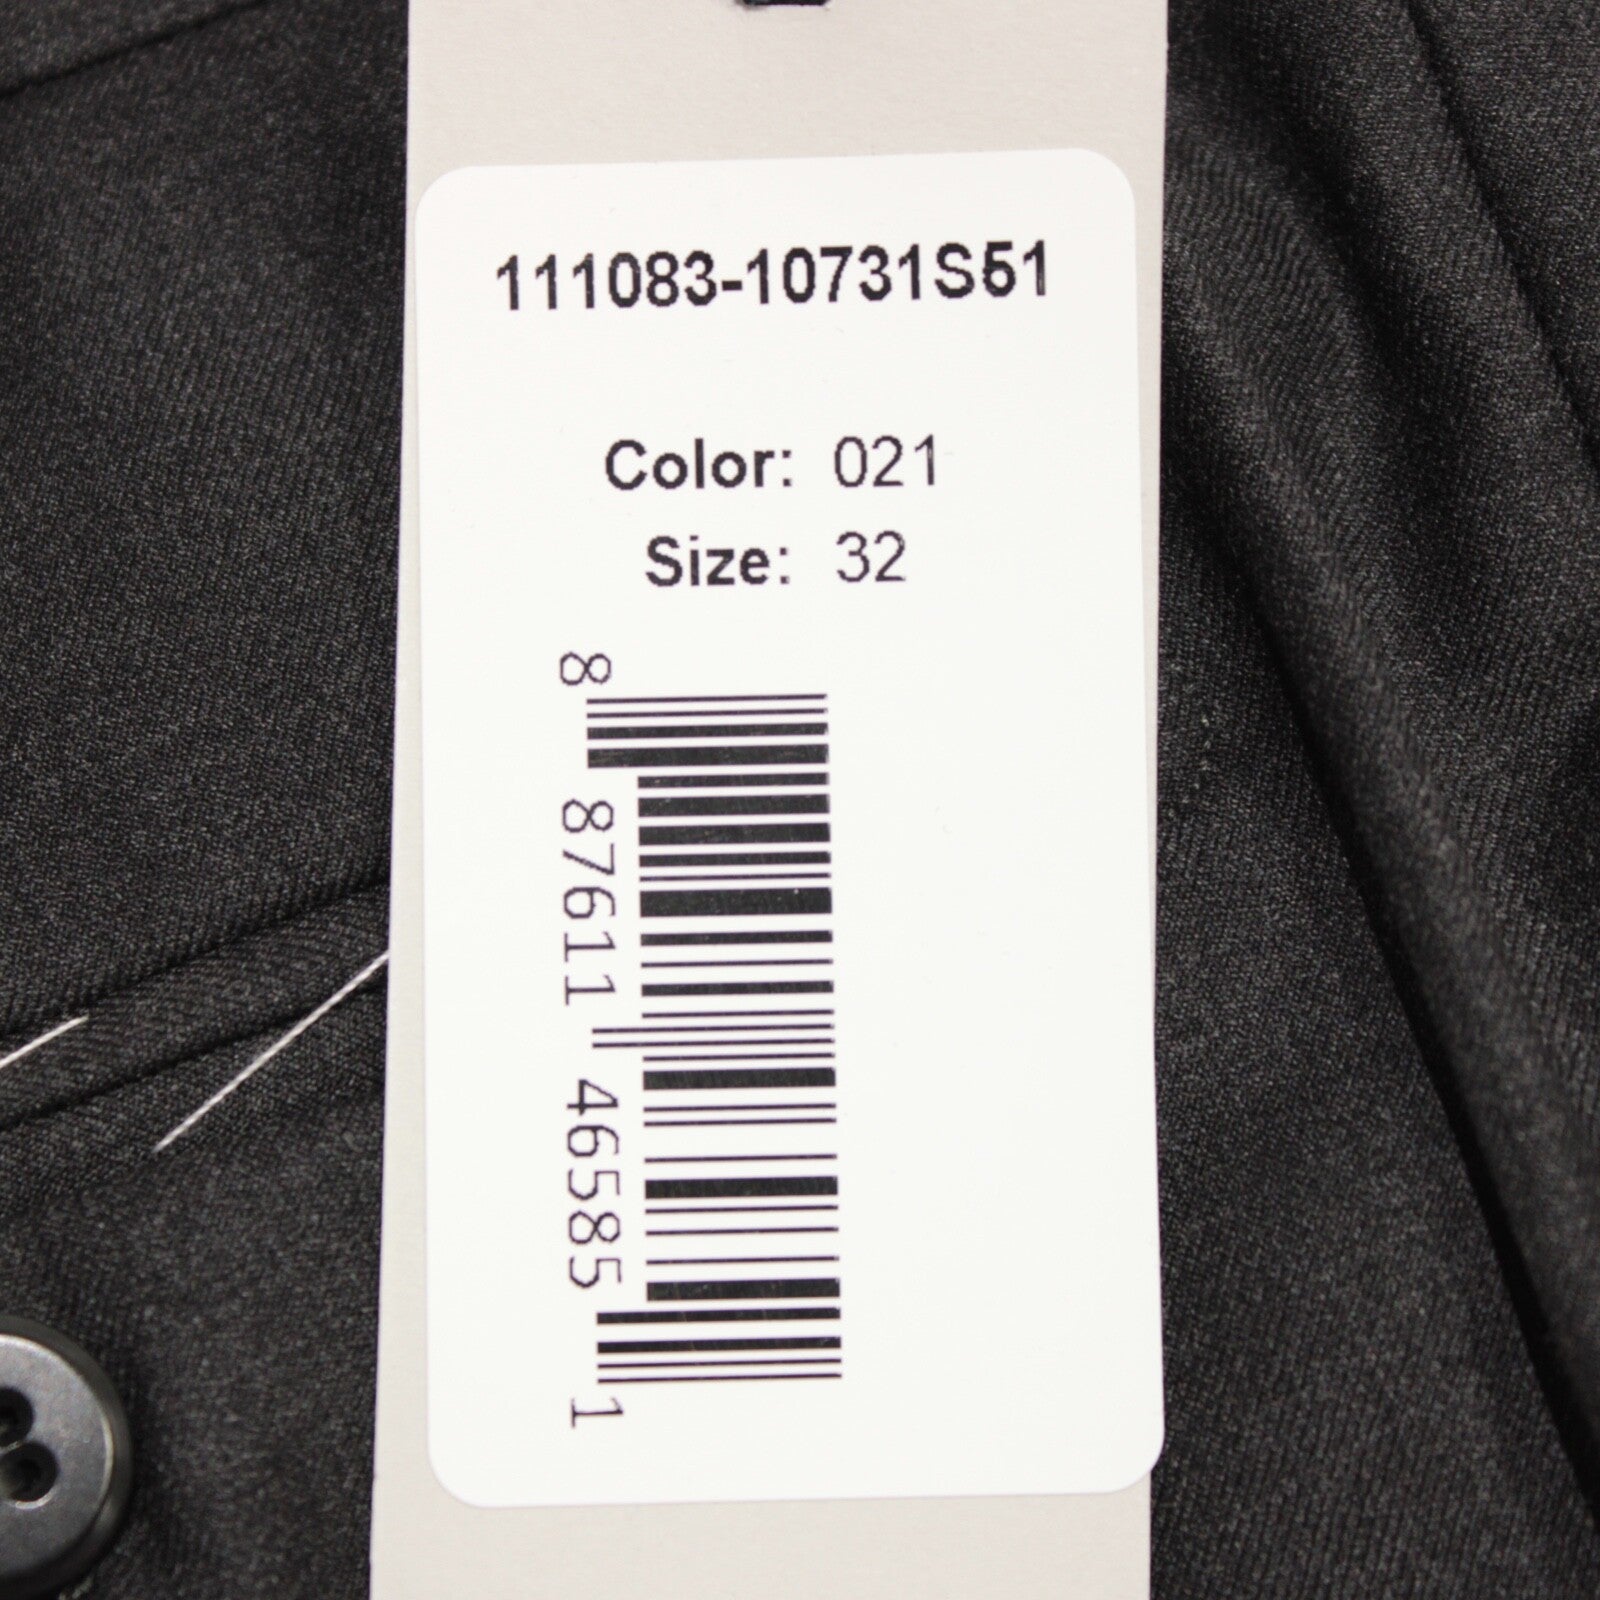 111083-10731S51
Color: 021
Size: 32
8 87611 46585 1